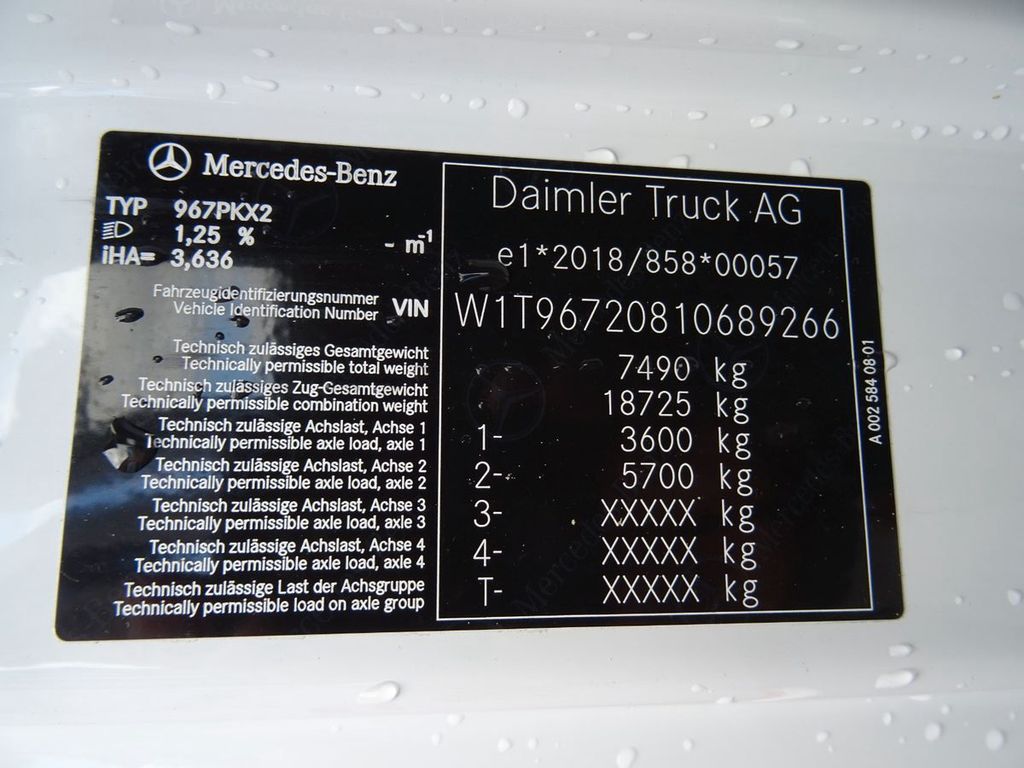 Mercedes-Benz
TYP 967PKX2
1,25 % - m-1
iHA= 3,636
Daimler Truck AG
e1*2018/858*00057
Fahrzeugidentifizierungsnummer
Vehicle Identification Number VIN W1T96720810689266
Technisch zulässiges Gesamtgewicht
Technically permissible total weight 7490 kg
Technisch zulässiges Zug-Gesamtgewicht
Technically permissible combination weight 18725 kg
Technisch zulässige Achslast, Achse 1
Technically permissible axle load, axle 1 1- 3600 kg
Technisch zulässige Achslast, Achse 2
Technically permissible axle load, axle 2 2- 5700 kg
Technisch zulässige Achslast, Achse 3
Technically permissible axle load, axle 3 3- XXXXX kg
Technisch zulässige Achslast, Achse 4
Technically permissible axle load, axle 4 4- XXXXX kg
Technisch zulässige Last der Achsgruppe
Technically permissible load on axle group T- XXXXX kg
A 002 584 08 01